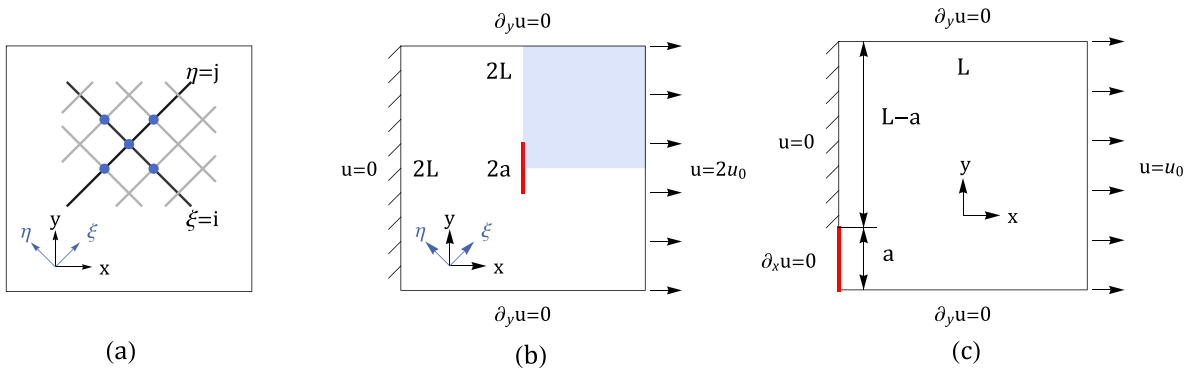 η=j
ξ=i
y
η
ξ
x
(a)
∂yu=0
2L
u=0
2L
2a
u=2u₀
y
η
ξ
x
∂yu=0
(b)
∂yu=0
L
L−a
u=0
y
x
u=u₀
∂xu=0
a
∂yu=0
(c)